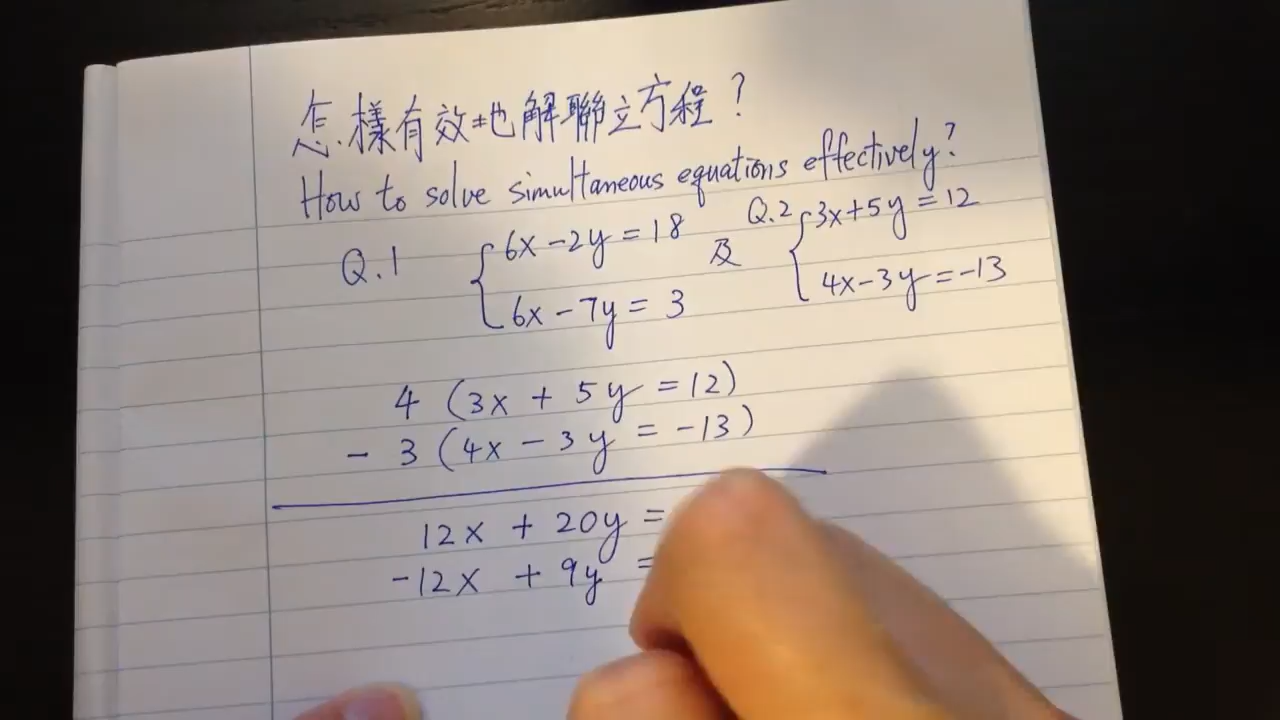 怎樣有效地解聯立方程？
How to solve simultaneous equations effectively?
Q.1 { 6x - 2y = 18 及 Q.2 { 3x + 5y = 12
6x - 7y = 3 4x - 3y = -13
4 (3x + 5y = 12)
- 3 (4x - 3y = -13)
12x + 20y =
-12x + 9y =